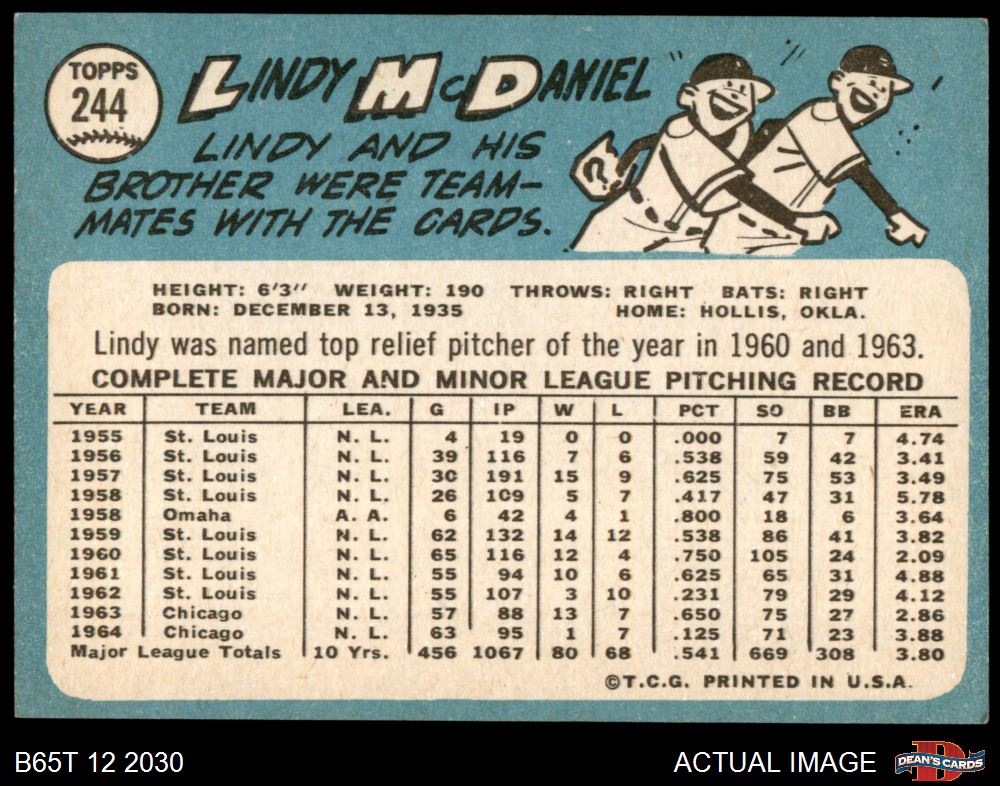 TOPPS
244
LINDY McDANIEL
LINDY AND HIS
BROTHER WERE TEAM-
MATES WITH THE CARDS.
HEIGHT: 6'3" WEIGHT: 190 THROWS: RIGHT BATS: RIGHT
BORN: DECEMBER 13, 1935 HOME: HOLLIS, OKLA.
Lindy was named top relief pitcher of the year in 1960 and 1963.
COMPLETE MAJOR AND MINOR LEAGUE PITCHING RECORD
YEAR TEAM LEA. G IP W L PCT SO BB ERA
1955 St. Louis N. L. 4 19 0 0 .000 7 7 4.74
1956 St. Louis N. L. 39 116 7 6 .538 59 42 3.41
1957 St. Louis N. L. 30 191 15 9 .625 75 53 3.49
1958 St. Louis N. L. 26 109 5 7 .417 47 31 5.78
1958 Omaha A. A. 6 42 4 1 .800 18 6 3.64
1959 St. Louis N. L. 62 132 14 12 .538 86 41 3.82
1960 St. Louis N. L. 65 116 12 4 .750 105 24 2.09
1961 St. Louis N. L. 55 94 10 6 .625 65 31 4.88
1962 St. Louis N. L. 55 107 3 10 .231 79 29 4.12
1963 Chicago N. L. 57 88 13 7 .650 75 27 2.86
1964 Chicago N. L. 63 95 1 7 .125 71 23 3.88
Major League Totals 10 Yrs. 456 1067 80 68 .541 669 308 3.80
©T.C.G. PRINTED IN U.S.A.
B65T 12 2030 ACTUAL IMAGE
D
DEAN'S CARDS